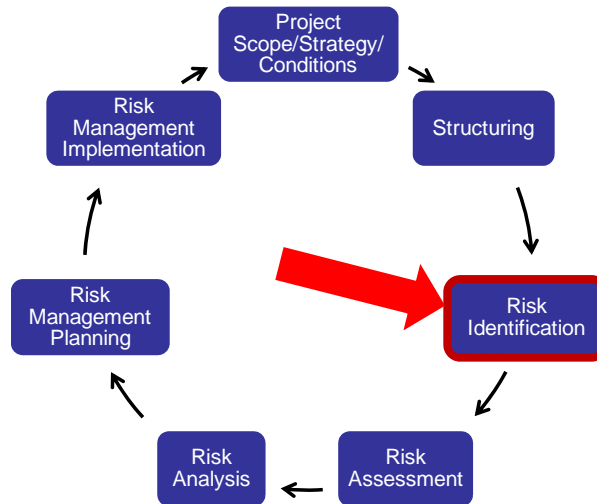 Project
Scope/Strategy/
Conditions
Structuring
Risk
Identification
Risk
Assessment
Risk
Analysis
Risk
Management
Planning
Risk
Management
Implementation